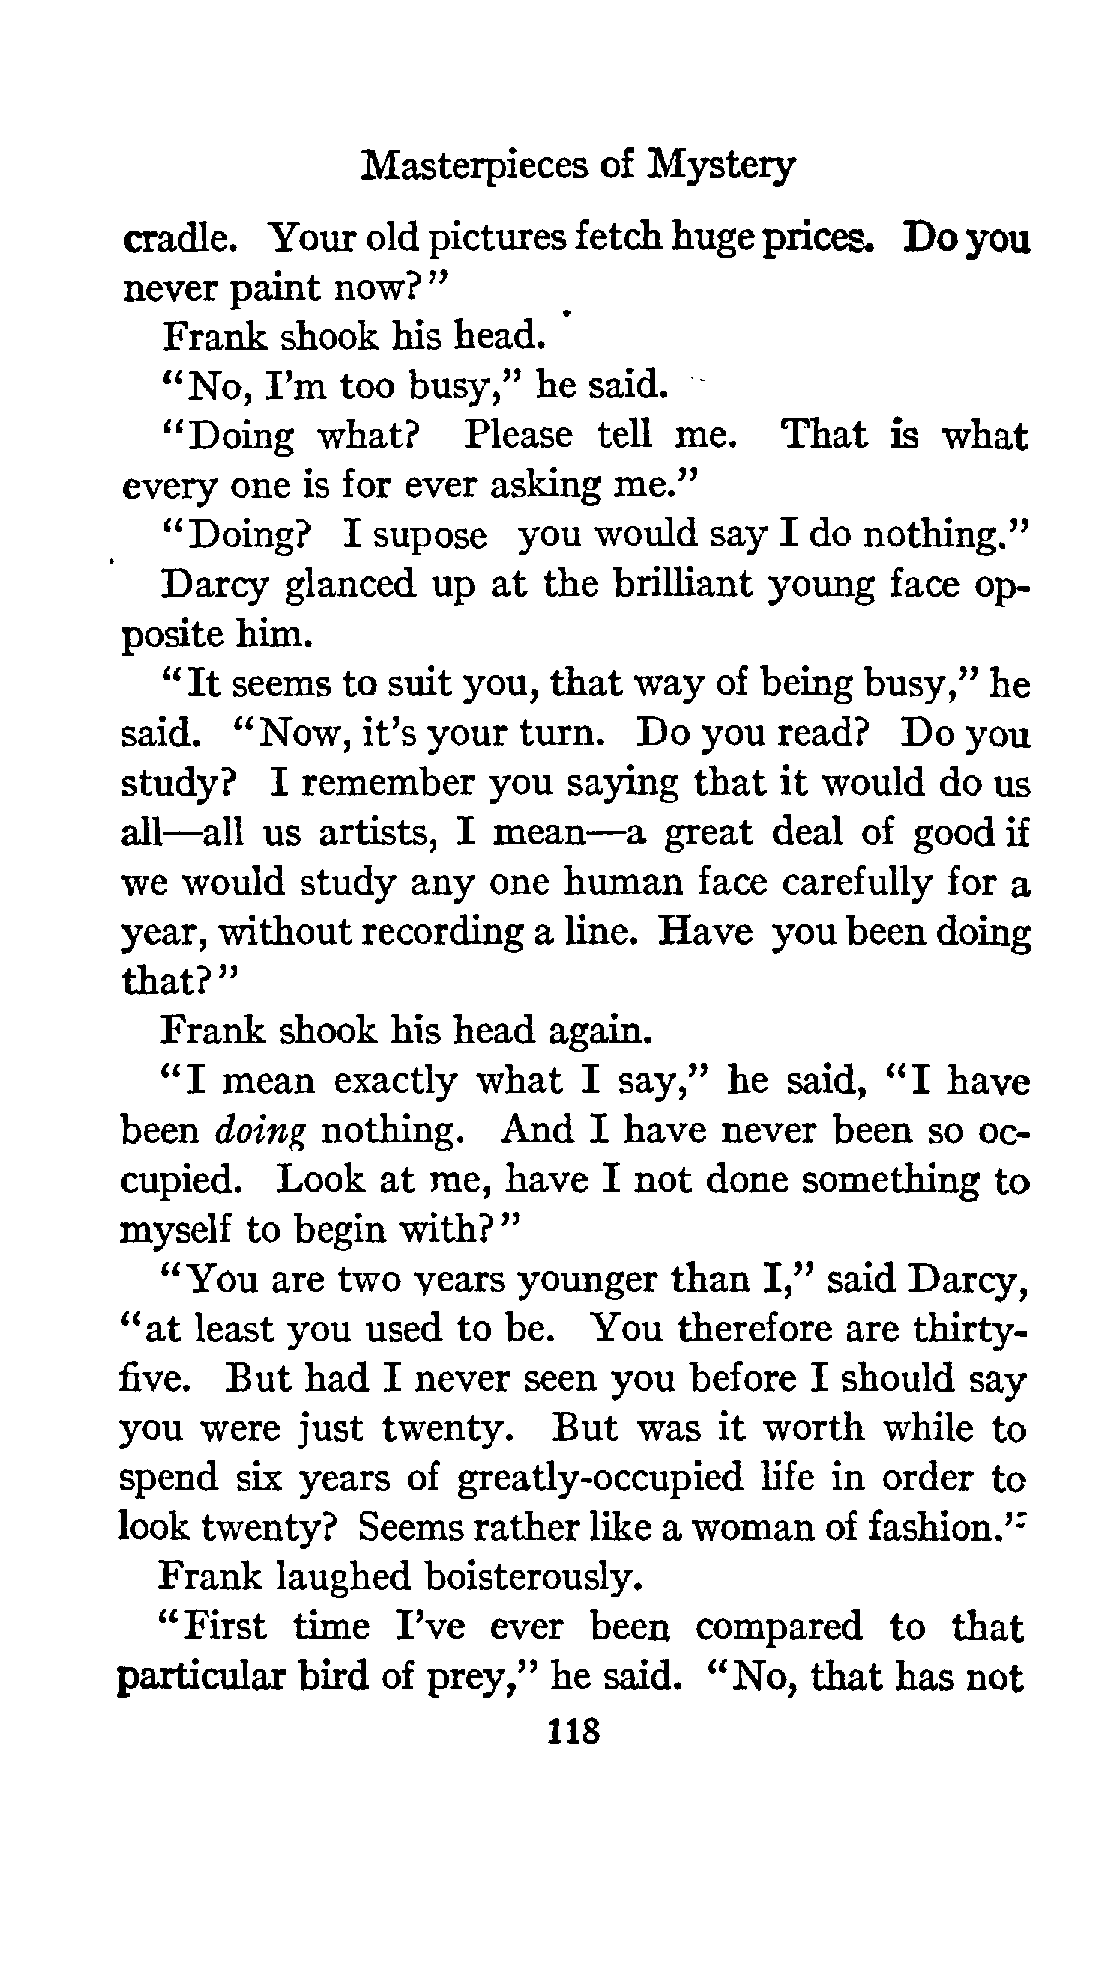 Masterpieces of Mystery
cradle. Your old pictures fetch huge prices. Do you
never paint now?"
Frank shook his head.
"No, I'm too busy," he said.
"Doing what? Please tell me. That is what
every one is for ever asking me."
"Doing? I supose you would say I do nothing."
Darcy glanced up at the brilliant young face op-
posite him.
"It seems to suit you, that way of being busy," he
said. "Now, it's your turn. Do you read? Do you
study? I remember you saying that it would do us
all—all us artists, I mean—a great deal of good if
we would study any one human face carefully for a
year, without recording a line. Have you been doing
that?"
Frank shook his head again.
"I mean exactly what I say," he said, "I have
been doing nothing. And I have never been so oc-
cupied. Look at me, have I not done something to
myself to begin with?"
"You are two years younger than I," said Darcy,
"at least you used to be. You therefore are thirty-
five. But had I never seen you before I should say
you were just twenty. But was it worth while to
spend six years of greatly-occupied life in order to
look twenty? Seems rather like a woman of fashion."
Frank laughed boisterously.
"First time I've ever been compared to that
particular bird of prey," he said. "No, that has not
118